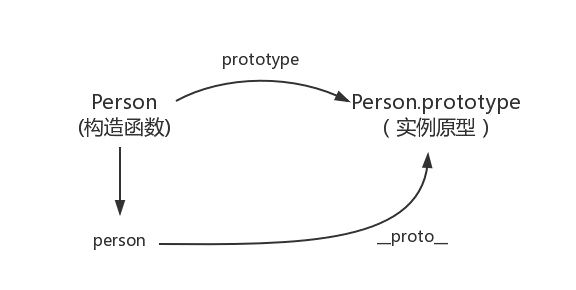 prototype
Person
(构造函数)
Person.prototype
（实例原型）
person
__proto__